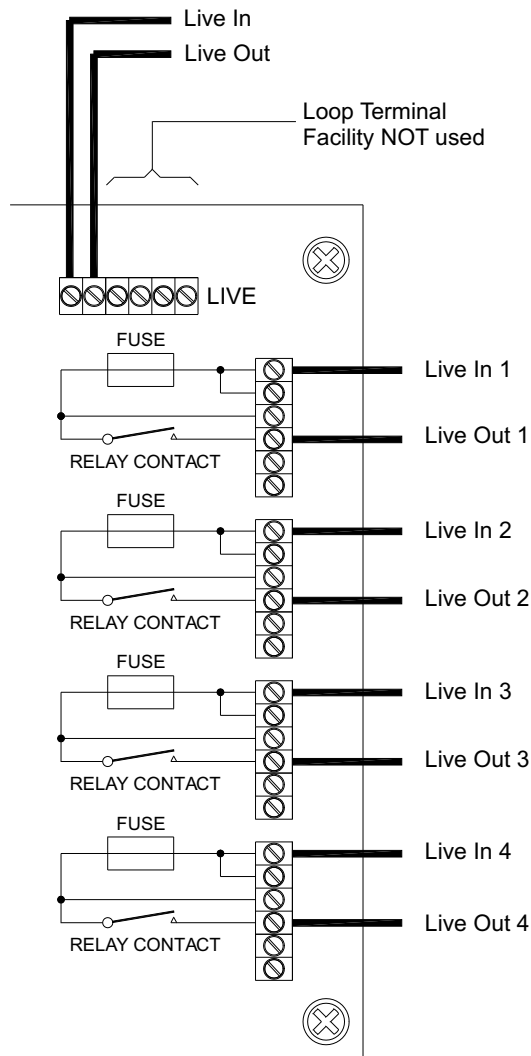 Live In
Live Out
Loop Terminal
Facility NOT used
LIVE
FUSE
Live In 1
Live Out 1
RELAY CONTACT
FUSE
Live In 2
Live Out 2
RELAY CONTACT
FUSE
Live In 3
Live Out 3
RELAY CONTACT
FUSE
Live In 4
Live Out 4
RELAY CONTACT